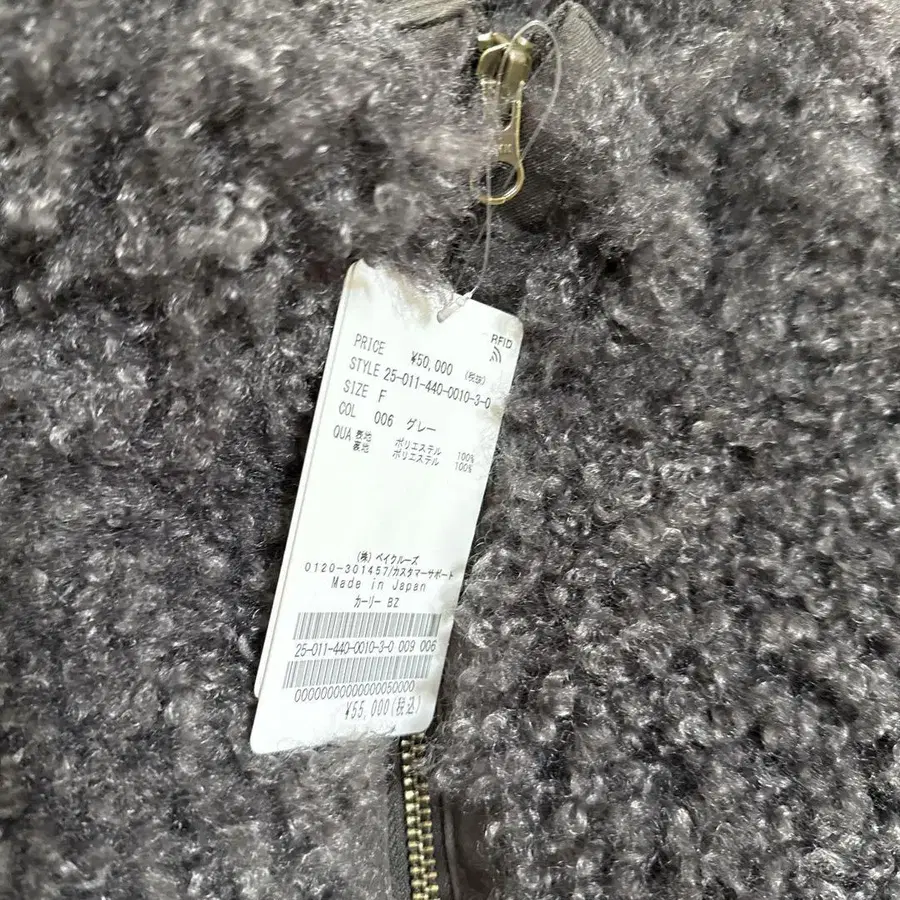 RFID
PRICE ¥50,000 (税抜)
STYLE 25-011-440-0010-3-0
SIZE F
COL 006 グレー
QUA 表地 ポリエステル 100%
裏地 ポリエステル 100%
(株) ベイクルーズ
0120-301457/カスタマーサポート
Made in Japan
カーリー BZ
25-011-440-0010-3-0 009 006
0000000000000050000
¥55,000(税込)